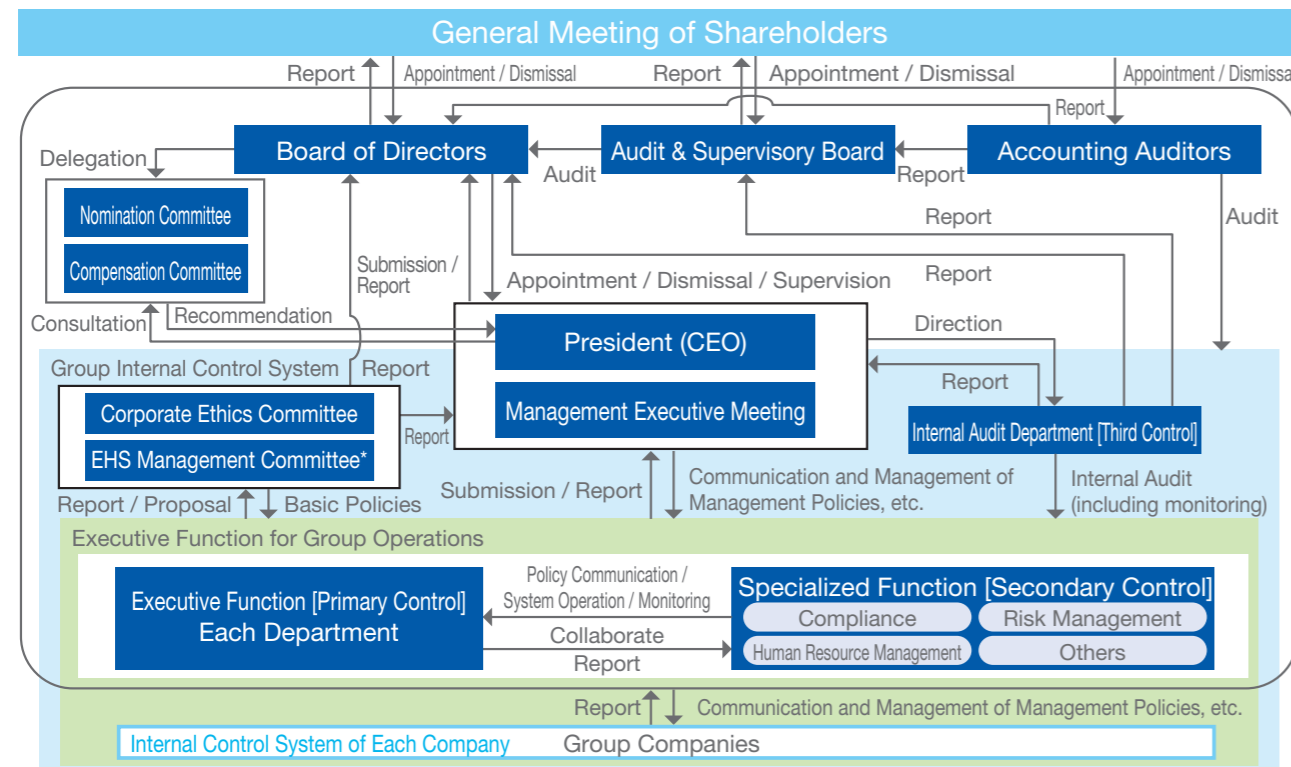 General Meeting of Shareholders
Report
Appointment / Dismissal
Report
Appointment / Dismissal
Appointment / Dismissal
Report
Board of Directors
Audit & Supervisory Board
Accounting Auditors
Delegation
Audit
Report
Nomination Committee
Report
Audit
Compensation Committee
Submission /
Report
Report
Appointment / Dismissal / Supervision
Consultation
Recommendation
Direction
President (CEO)
Group Internal Control System
Report
Report
Corporate Ethics Committee
Management Executive Meeting
Report
Internal Audit Department [Third Control]
EHS Management Committee*
Report / Proposal
Basic Policies
Submission / Report
Communication and Management of
Management Policies, etc.
Internal Audit
(including monitoring)
Executive Function for Group Operations
Executive Function [Primary Control]
Each Department
Policy Communication /
System Operation / Monitoring
Collaborate
Report
Specialized Function [Secondary Control]
Compliance
Risk Management
Human Resource Management
Others
Report
Communication and Management of Management Policies, etc.
Internal Control System of Each Company
Group Companies